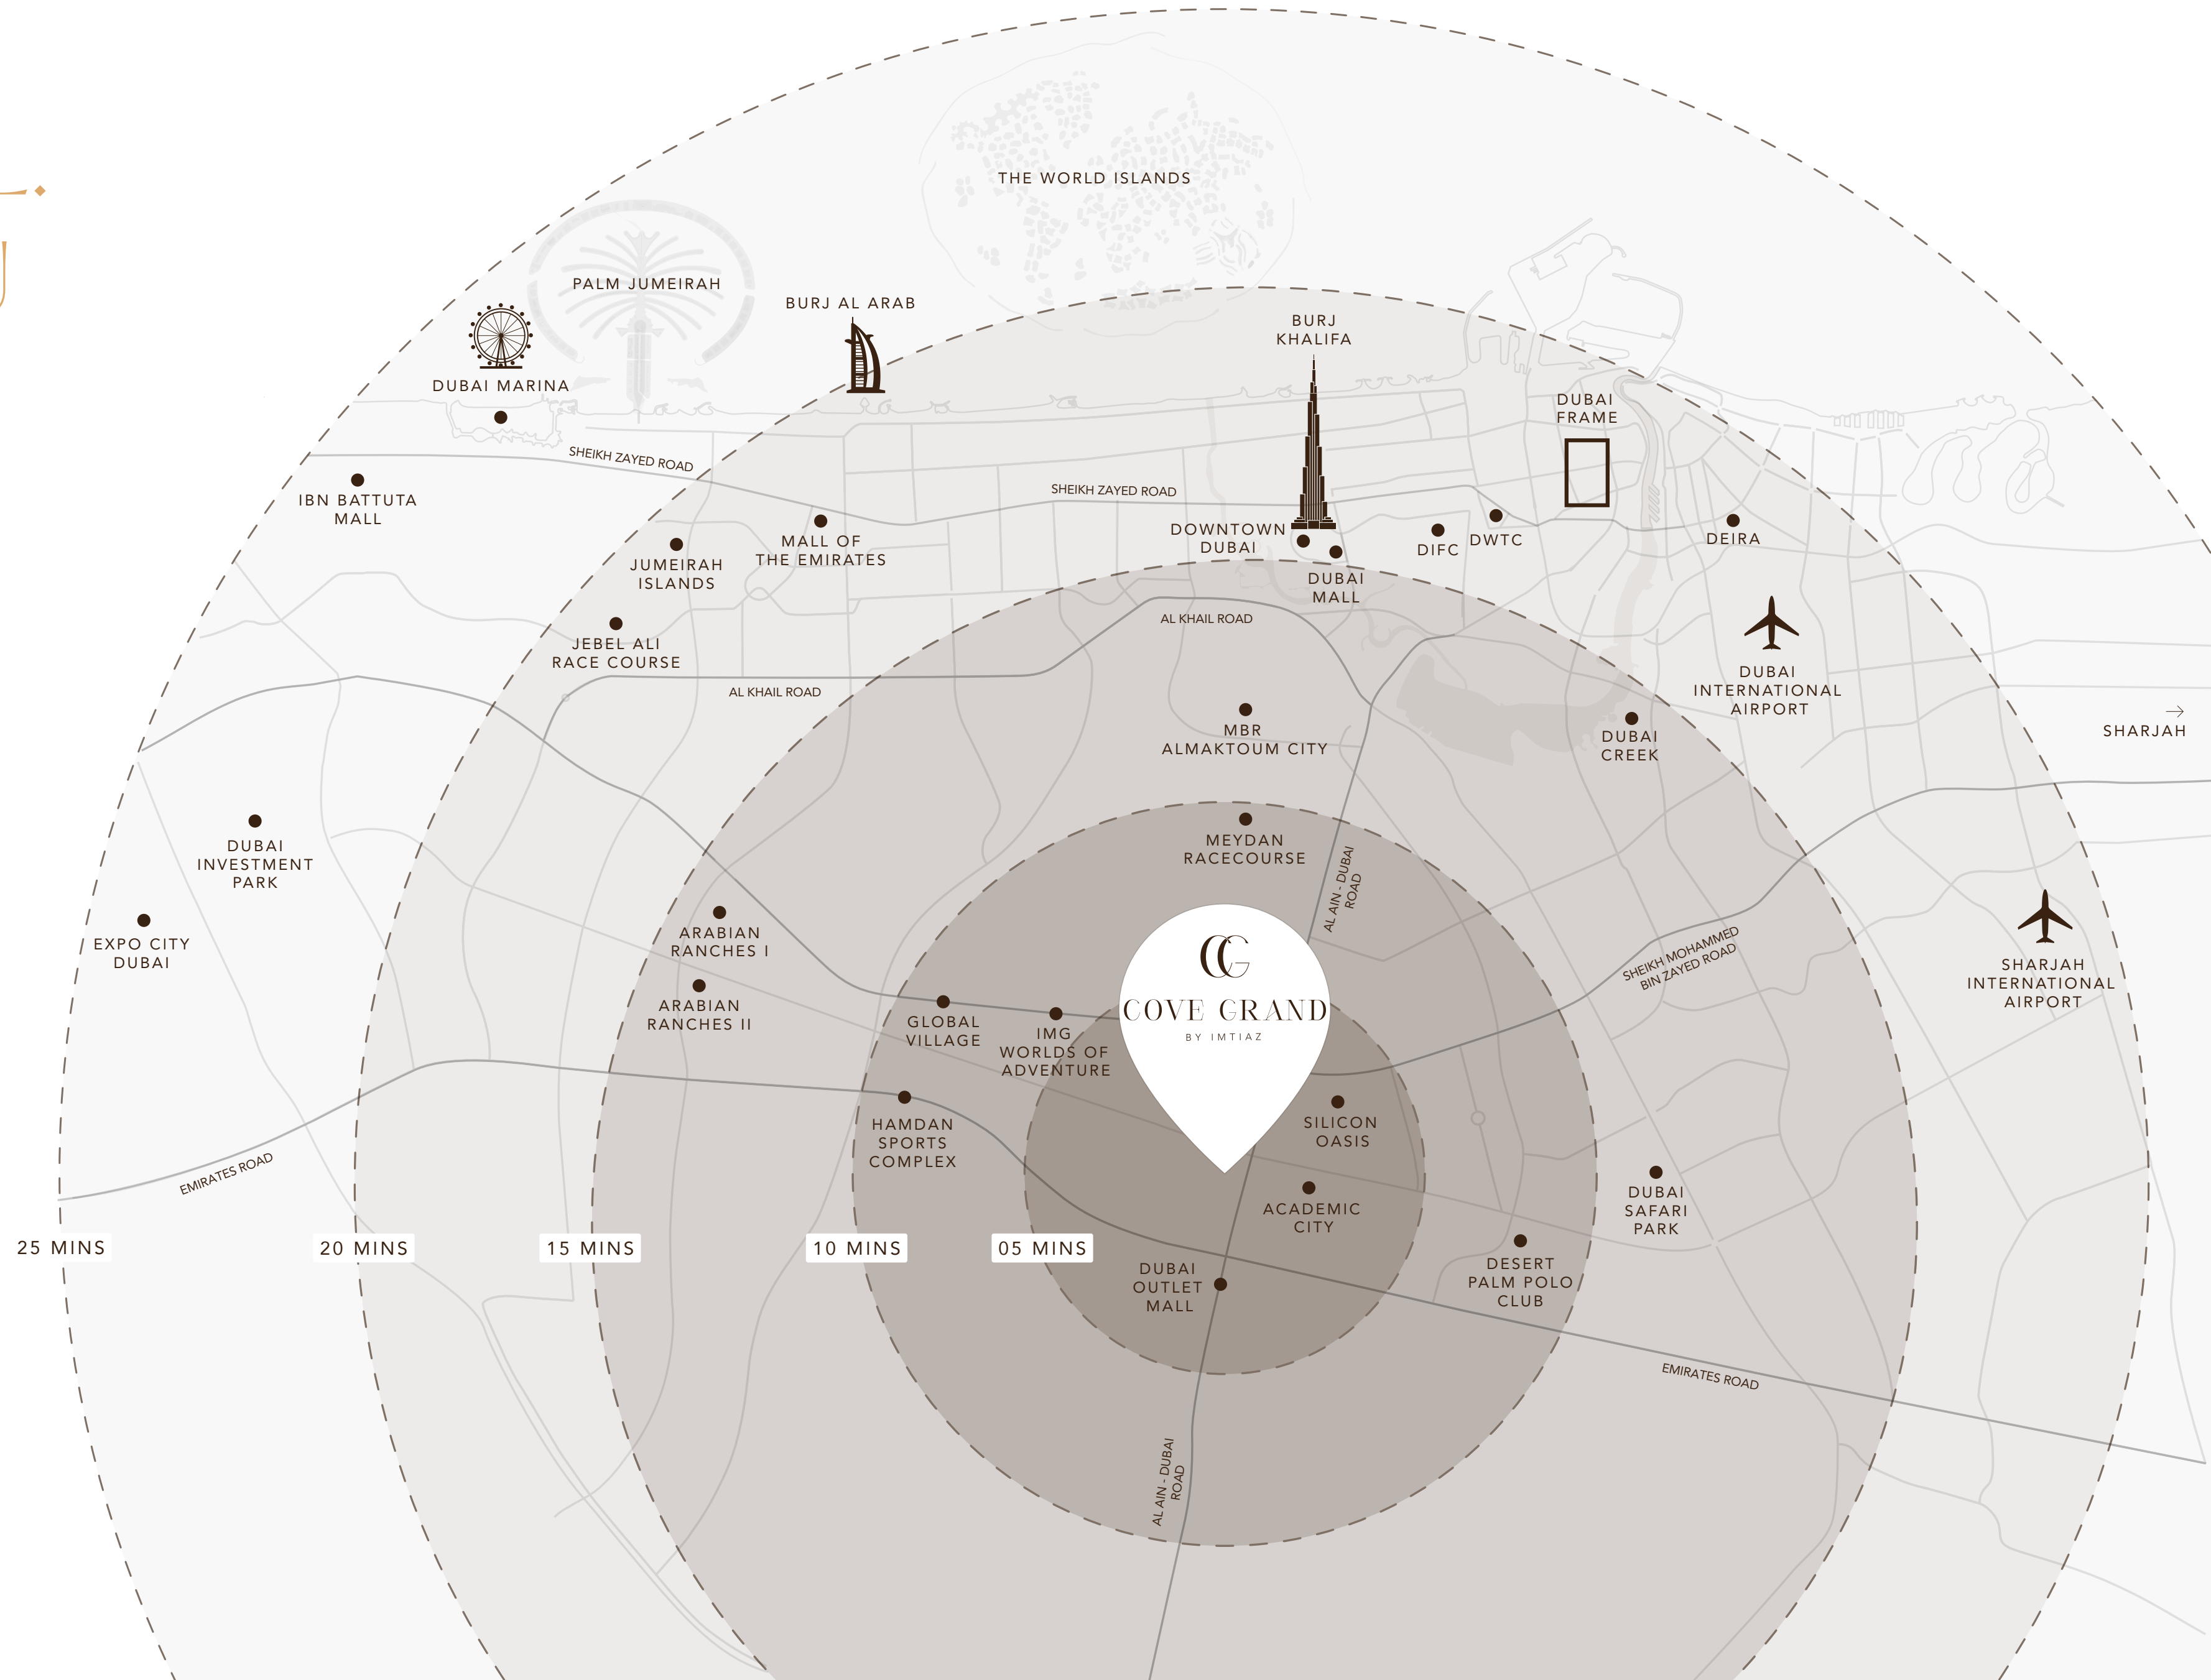 THE WORLD ISLANDS
PALM JUMEIRAH
BURJ AL ARAB
BURJ
KHALIFA
DUBAI MARINA
DUBAI
FRAME
SHEIKH ZAYED ROAD
SHEIKH ZAYED ROAD
IBN BATTUTA
MALL
MALL OF
THE EMIRATES
JUMEIRAH
ISLANDS
DOWNTOWN
DUBAI
DUBAI
MALL
DIFC
DWTC
DEIRA
JEBEL ALI
RACE COURSE
AL KHAIL ROAD
AL KHAIL ROAD
DUBAI
INTERNATIONAL
AIRPORT
SHARJAH
MBR
ALMAKTOUM CITY
DUBAI
CREEK
DUBAI
INVESTMENT
PARK
MEYDAN
RACECOURSE
AL AIN - DUBAI
ROAD
EXPO CITY
DUBAI
ARABIAN
RANCHES I
ARABIAN
RANCHES II
SHEIKH MOHAMMED
BIN ZAYED ROAD
SHARJAH
INTERNATIONAL
AIRPORT
CG
COVE GRAND
BY IMTIAZ
GLOBAL
VILLAGE
IMG
WORLDS OF
ADVENTURE
HAMDAN
SPORTS
COMPLEX
SILICON
OASIS
ACADEMIC
CITY
DUBAI
SAFARI
PARK
EMIRATES ROAD
25 MINS
20 MINS
15 MINS
10 MINS
05 MINS
DUBAI
OUTLET
MALL
DESERT
PALM POLO
CLUB
EMIRATES ROAD
AL AIN - DUBAI
ROAD